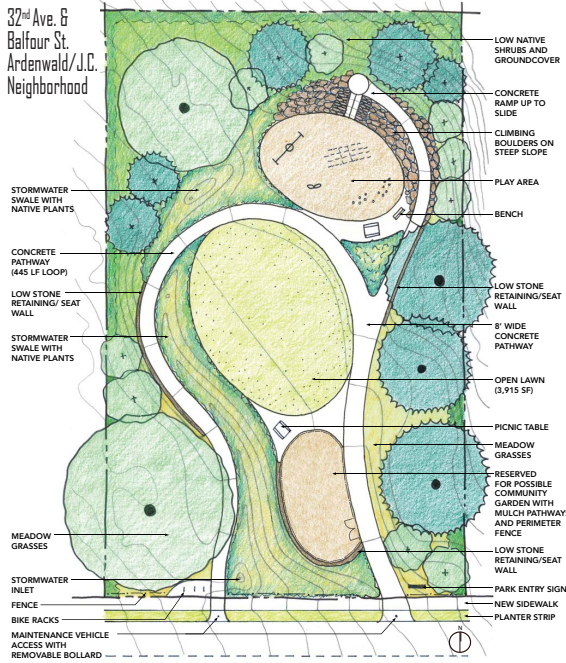 32nd Ave. &
Balfour St.
Ardenwald/J.C.
Neighborhood
STORMWATER
SWALE WITH
NATIVE PLANTS
CONCRETE
PATHWAY
(445 LF LOOP)
LOW STONE
RETAINING/ SEAT
WALL
STORMWATER
SWALE WITH
NATIVE PLANTS
MEADOW
GRASSES
STORMWATER
INLET
FENCE
BIKE RACKS
MAINTENANCE VEHICLE
ACCESS WITH
REMOVABLE BOLLARD
LOW NATIVE
SHRUBS AND
GROUNDCOVER
CONCRETE
RAMP UP TO
SLIDE
CLIMBING
BOULDERS ON
STEEP SLOPE
PLAY AREA
BENCH
LOW STONE
RETAINING/SEAT
WALL
8' WIDE
CONCRETE
PATHWAY
OPEN LAWN
(3,915 SF)
PICNIC TABLE
MEADOW
GRASSES
RESERVED
FOR POSSIBLE
COMMUNITY
GARDEN WITH
MULCH PATHWAY
AND PERIMETER
FENCE
LOW STONE
RETAINING/SEAT
WALL
PARK ENTRY SIGN
NEW SIDEWALK
PLANTER STRIP
N